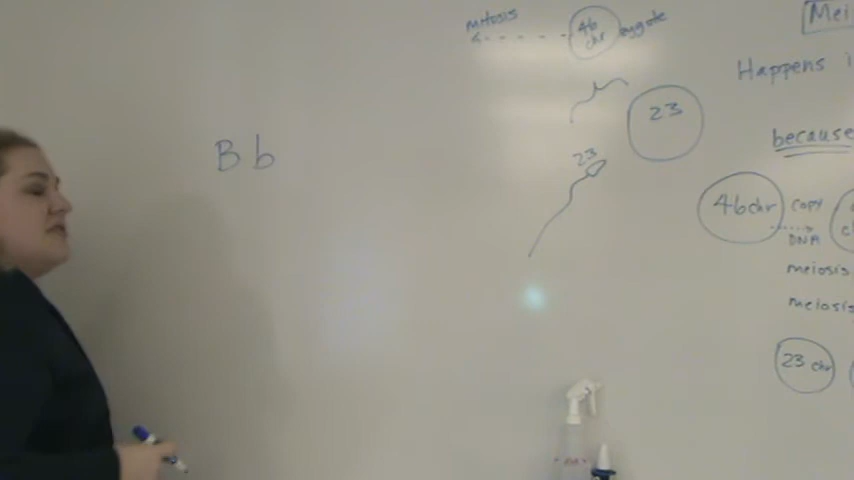 mitosis
46
chr
zygote
Mei
Happens i
23
because
B b
23
46chr
copy
DNA
meiosis
meiosis
23 chr